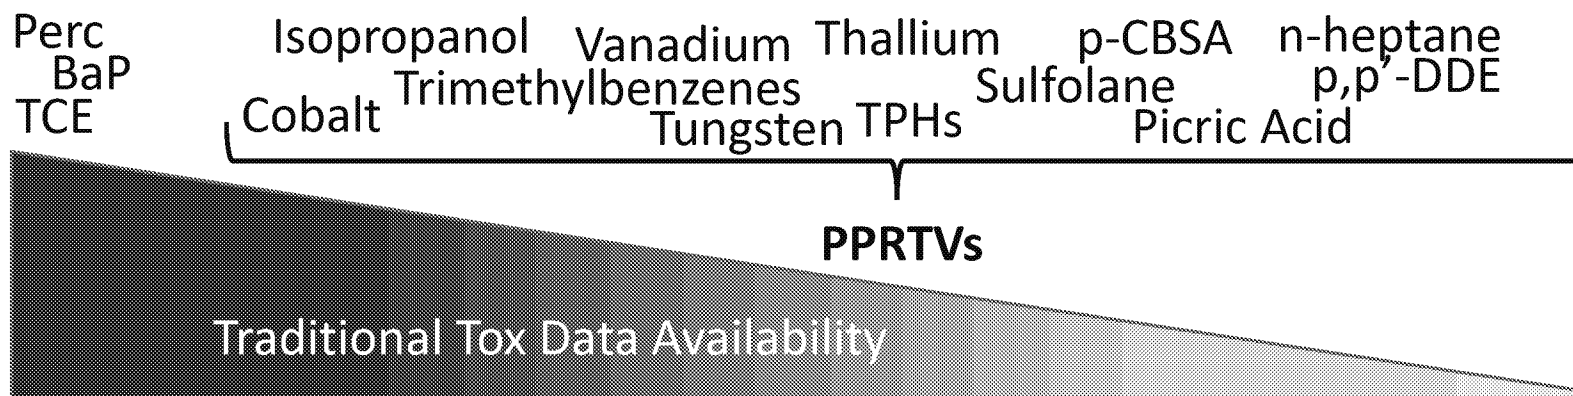 Perc
BaP
TCE
Isopropanol
Cobalt
Trimethylbenzenes
Vanadium
Tungsten
Thallium
TPHs
Sulfolane
p-CBSA
Picric Acid
n-heptane
p,p’-DDE
PPRTVs
Traditional Tox Data Availability